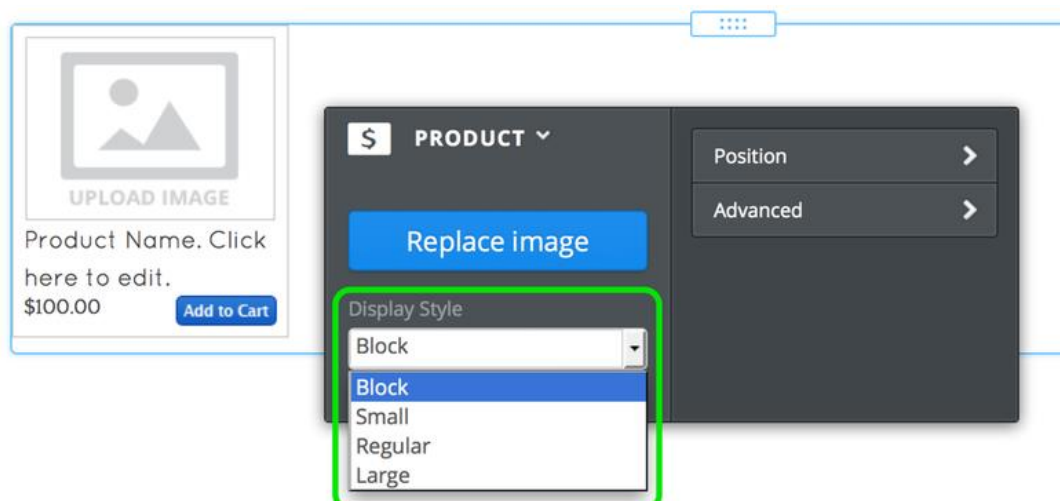 UPLOAD IMAGE
Product Name. Click
here to edit.
$100.00
Add to Cart
$
PRODUCT
Replace image
Display Style
Block
Block
Small
Regular
Large
Position
Advanced